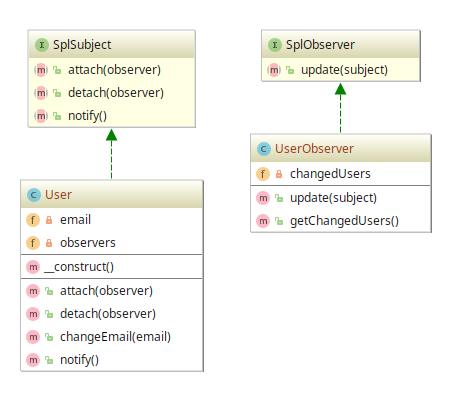 I SplSubject
m attach(observer)
m detach(observer)
m notify()
I SplObserver
m update(subject)
C User
f email
f observers
m __construct()
m attach(observer)
m detach(observer)
m changeEmail(email)
m notify()
C UserObserver
f changedUsers
m update(subject)
m getChangedUsers()